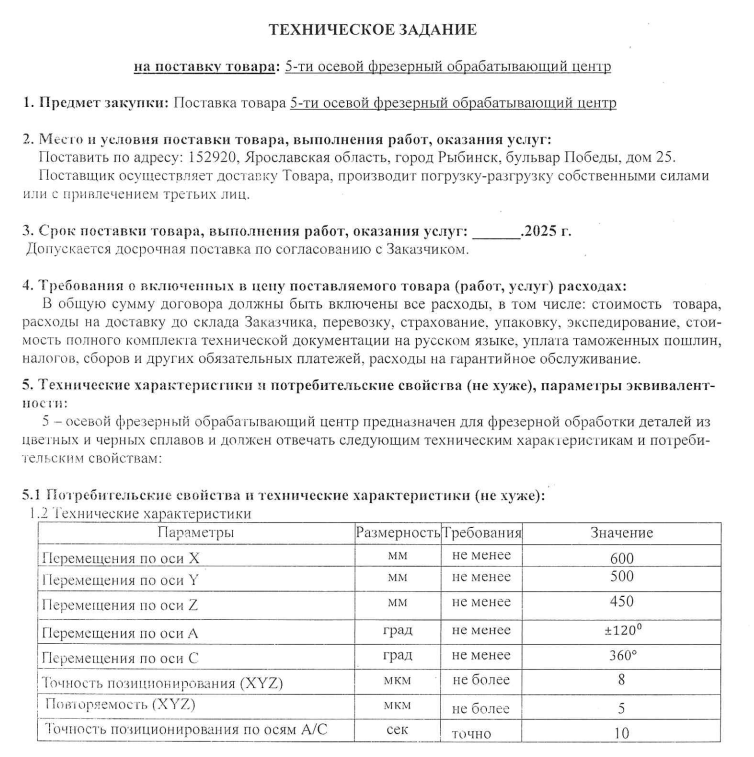 ТЕХНИЧЕСКОЕ ЗАДАНИЕ
на поставку товара: 5-ти осевой фрезерный обрабатывающий центр
1. Предмет закупки: Поставка товара 5-ти осевой фрезерный обрабатывающий центр
2. Место и условия поставки товара, выполнения работ, оказания услуг:
Поставить по адресу: 152920, Ярославская область, город Рыбинск, бульвар Победы, дом 25.
Поставщик осуществляет доставку Товара, производит погрузку-разгрузку собственными силами
или с привлечением третьих лиц.
3. Срок поставки товара, выполнения работ, оказания услуг: ______.2025 г.
Допускается досрочная поставка по согласованию с Заказчиком.
4. Требования о включенных в цену поставляемого товара (работ, услуг) расходах:
В общую сумму договора должны быть включены все расходы, в том числе: стоимость товара,
расходы на доставку до склада Заказчика, перевозку, страхование, упаковку, экспедирование, стои-
мость полного комплекта технической документации на русском языке, уплата таможенных пошлин,
налогов, сборов и других обязательных платежей, расходы на гарантийное обслуживание.
5. Технические характеристики и потребительские свойства (не хуже), параметры эквивалент-
ности:
5 – осевой фрезерный обрабатывающий центр предназначен для фрезерной обработки деталей из
цветных и черных сплавов и должен отвечать следующим техническим характеристикам и потреби-
тельским свойствам:
5.1 Потребительские свойства и технические характеристики (не хуже):
1.2 Технические характеристики
Параметры Размерность Требования Значение
Перемещения по оси X мм не менее 600
Перемещения по оси Y мм не менее 500
Перемещения по оси Z мм не менее 450
Перемещения по оси A град не менее ±120⁰
Перемещения по оси C град не менее 360°
Точность позиционирования (XYZ) мкм не более 8
Повторяемость (XYZ) мкм не более 5
Точность позиционирования по осям A/C сек точно 10